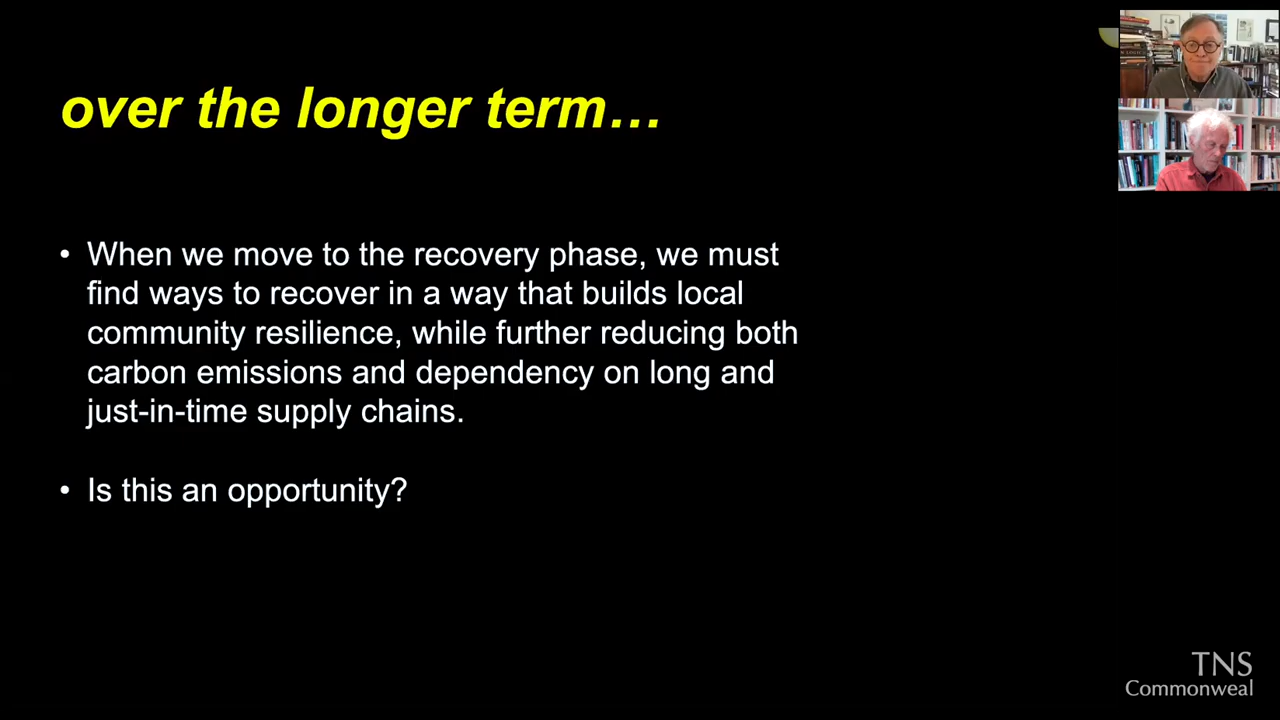 over the longer term…
• When we move to the recovery phase, we must
find ways to recover in a way that builds local
community resilience, while further reducing both
carbon emissions and dependency on long and
just-in-time supply chains.
• Is this an opportunity?
TNS
Commonweal